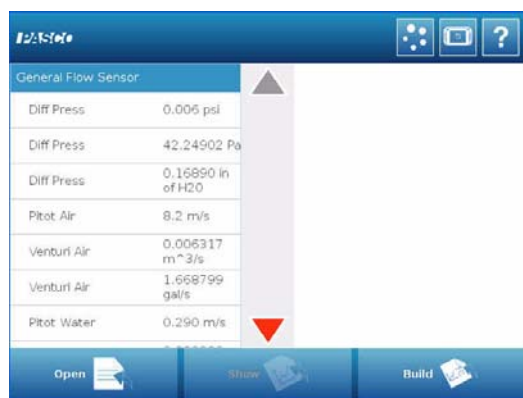 PASCO
?
General Flow Sensor
Diff Press 0.006 psi
Diff Press 42.24902 Pa
Diff Press 0.16890 in
of H20
Pitot Air 8.2 m/s
Venturi Air 0.006317
m^3/s
Venturi Air 1.668799
gal/s
Pitot Water 0.290 m/s
Open
Show
Build